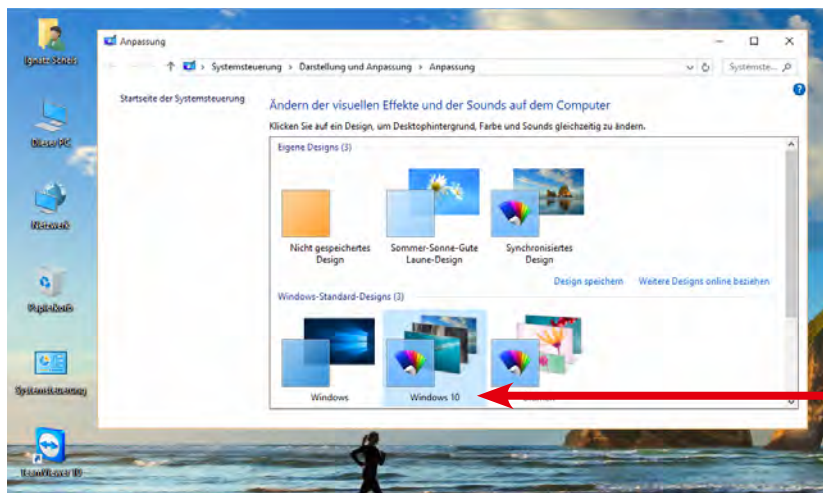 Anpassung
Systemsteuerung › Darstellung und Anpassung › Anpassung
Systemste...
Startseite der Systemsteuerung
Ändern der visuellen Effekte und der Sounds auf dem Computer
Klicken Sie auf ein Design, um Desktophintergrund, Farbe und Sounds gleichzeitig zu ändern.
Eigene Designs (3)
Nicht gespeichertes
Design
Sommer-Sonne-Gute
Laune-Design
Synchronisiertes
Design
Design speichern
Weitere Designs online beziehen
Windows-Standard-Designs (3)
Windows
Windows 10
Dieser PC
Netzwerk
Papierkorb
Systemsteuerung
TeamViewer 10